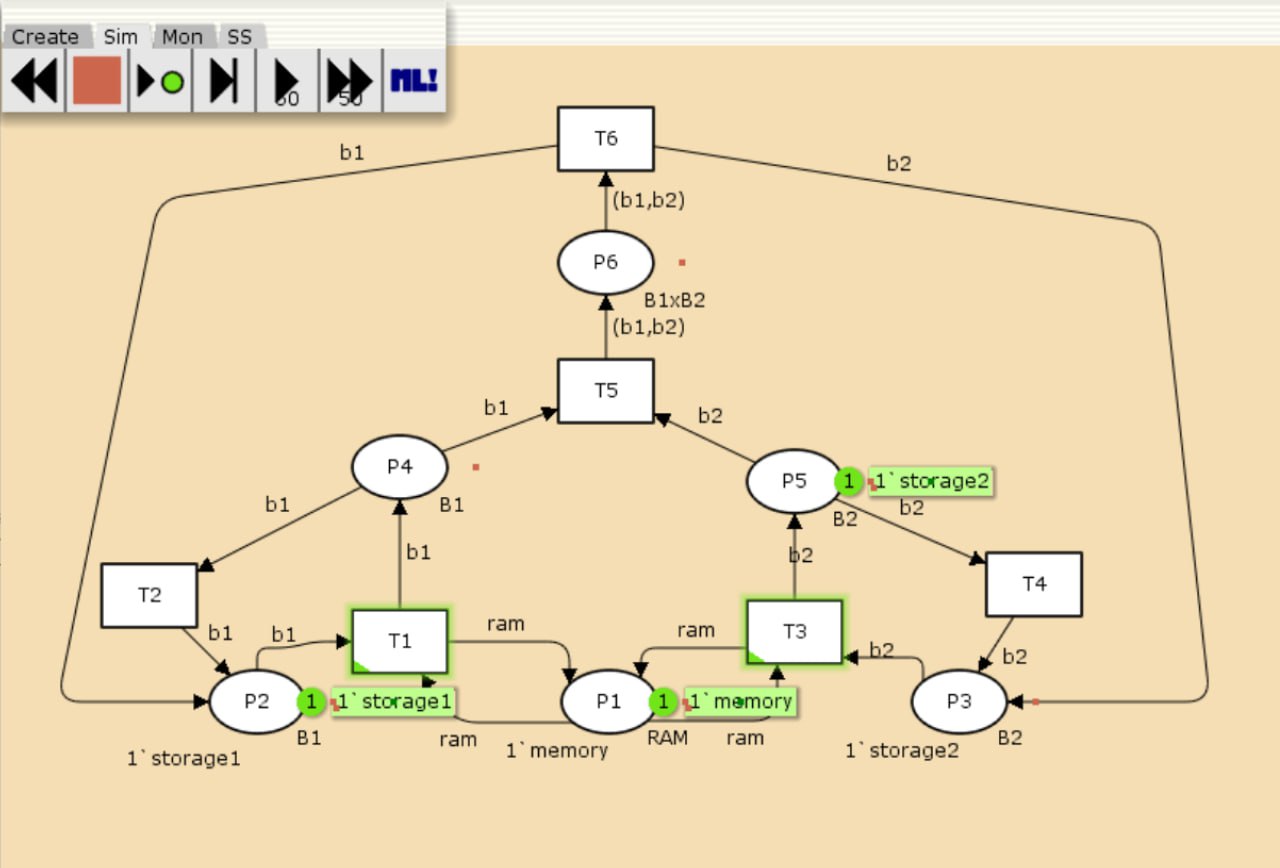 Create Sim Mon SS
50 50 ML!
T6
b1
b2
(b1,b2)
P6
B1xB2
(b1,b2)
T5
b1
b2
P4
P5
1
1`storage2
B1
B2
b1
b2
b1
b2
T2
T4
T1
T3
ram
ram
b1
b1
b2
b2
P2
1
1`storage1
P1
1
1`memory
P3
B1
ram
RAM
ram
B2
1`storage1
1`memory
1`storage2